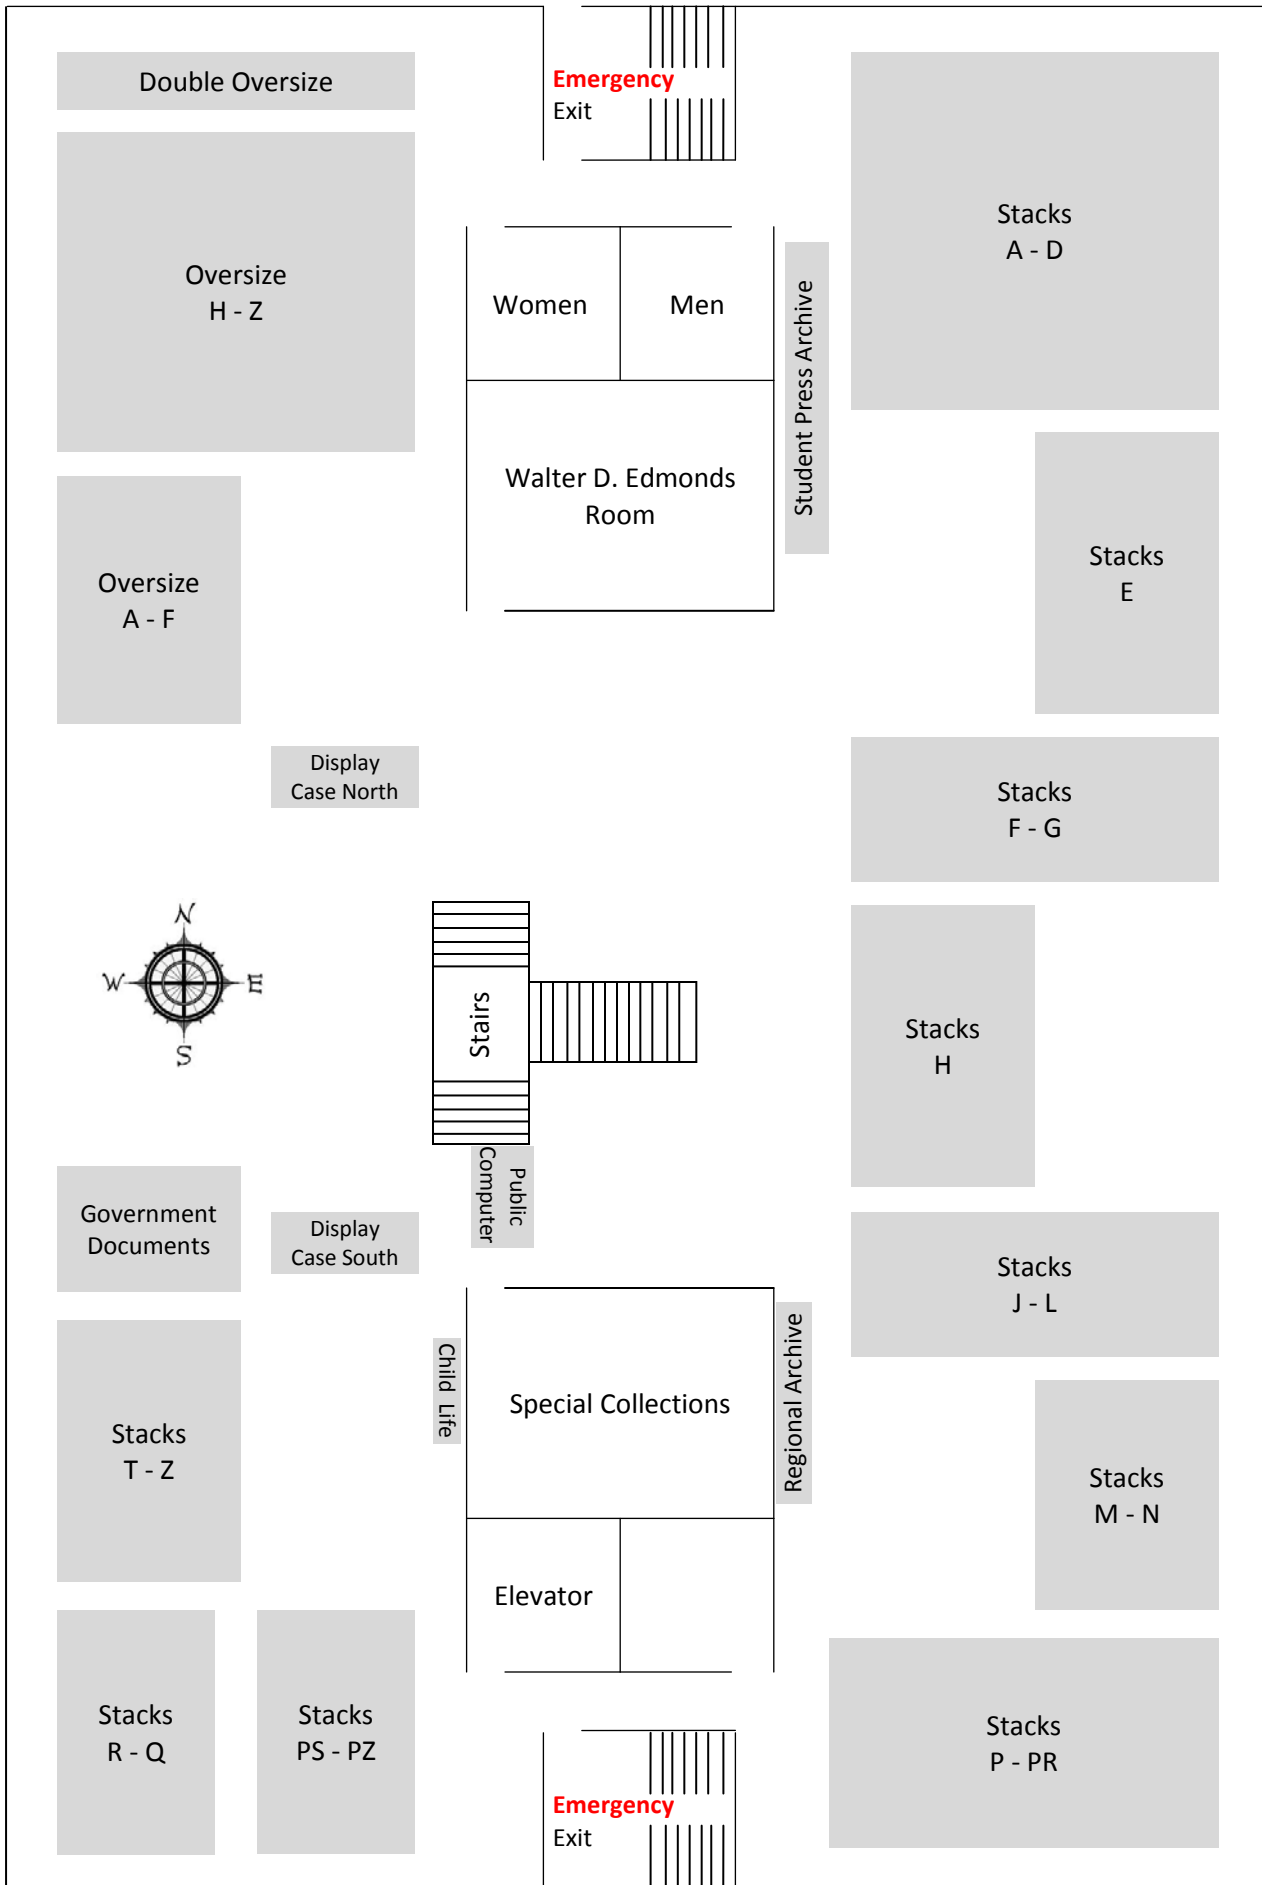 Double Oversize
Emergency
Exit
Stacks
A - D
Oversize
H - Z
Women
Men
Student Press Archive
Walter D. Edmonds
Room
Stacks
E
Oversize
A - F
Display
Case North
Stacks
F - G
N
W
E
S
Stairs
Stacks
H
Public
Computer
Government
Documents
Display
Case South
Stacks
J - L
Child Life
Special Collections
Regional Archive
Stacks
T - Z
Stacks
M - N
Elevator
Stacks
R - Q
Stacks
PS - PZ
Stacks
P - PR
Emergency
Exit